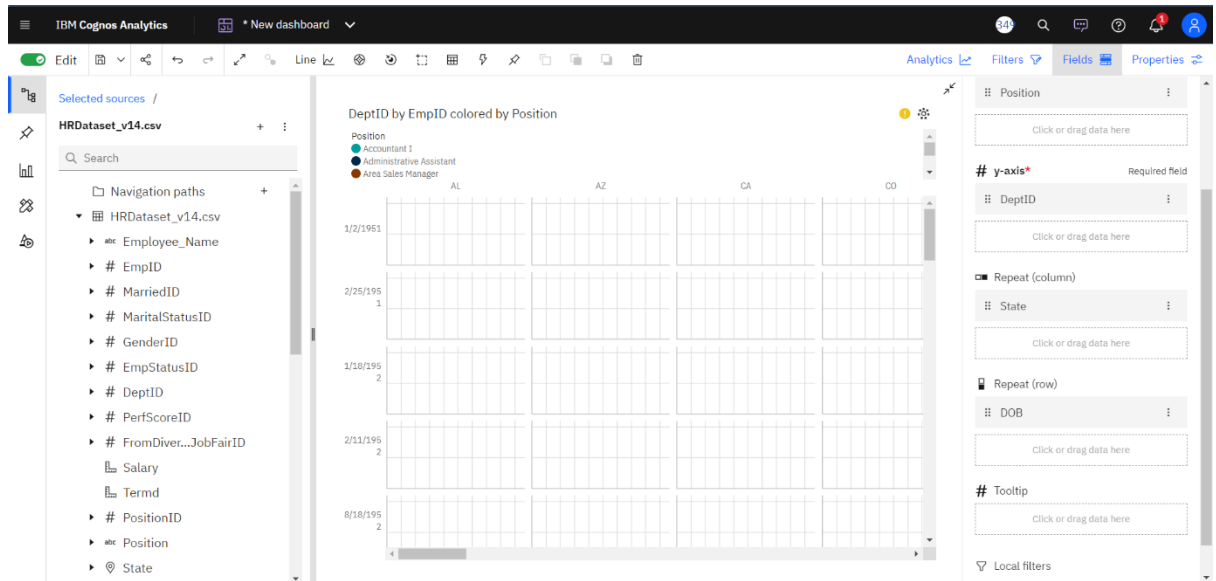 IBM Cognos Analytics
* New dashboard
349
1
Edit
Line
Analytics
Filters
Fields
Properties
Selected sources /
HRDataset_v14.csv
Search
Navigation paths
HRDataset_v14.csv
abc Employee_Name
# EmpID
# MarriedID
# MaritalStatusID
# GenderID
# EmpStatusID
# DeptID
# PerfScoreID
# FromDiver...JobFairID
Salary
Termd
# PositionID
abc Position
State
DeptID by EmpID colored by Position
Position
Accountant I
Administrative Assistant
Area Sales Manager
AL AZ CA CO
1/2/1951
2/25/195
1
1/18/195
2
2/11/195
2
8/18/195
2
Position
Click or drag data here
# y-axis* Required field
DeptID
Click or drag data here
Repeat (column)
State
Click or drag data here
Repeat (row)
DOB
Click or drag data here
# Tooltip
Click or drag data here
Local filters